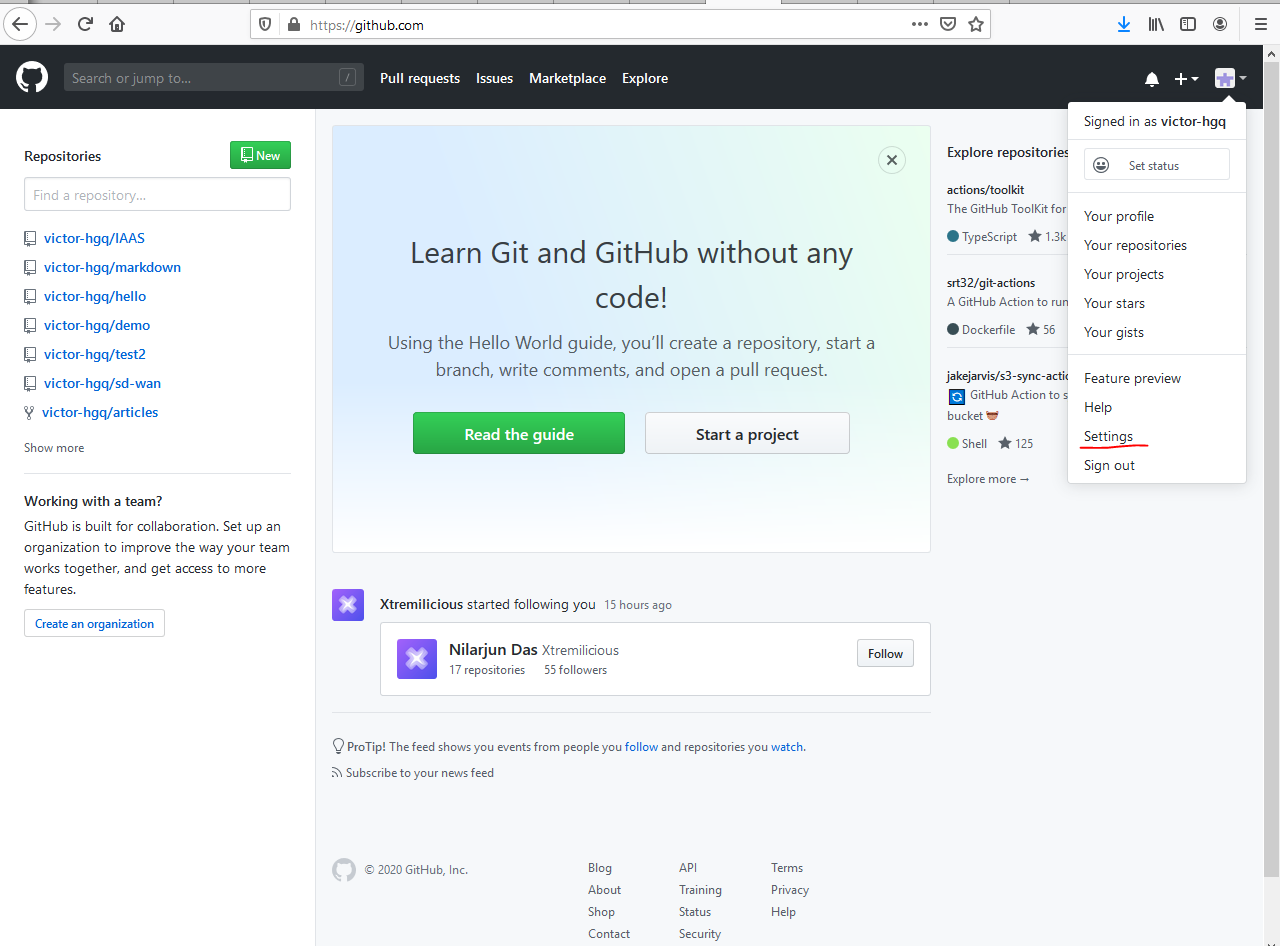 https://github.com
Search or jump to... /
Pull requests Issues Marketplace Explore
Signed in as victor-hgq
Set status
Your profile
Your repositories
Your projects
Your stars
Your gists
Feature preview
Help
Settings
Sign out
Repositories
New
Find a repository...
victor-hgq/IAAS
victor-hgq/markdown
victor-hgq/hello
victor-hgq/demo
victor-hgq/test2
victor-hgq/sd-wan
victor-hgq/articles
Show more
Working with a team?
GitHub is built for collaboration. Set up an
organization to improve the way your team
works together, and get access to more
features.
Create an organization
Learn Git and GitHub without any
code!
Using the Hello World guide, you’ll create a repository, start a
branch, write comments, and open a pull request.
Read the guide Start a project
Xtremilicious started following you 15 hours ago
Nilarjun Das Xtremilicious
17 repositories 55 followers
Follow
ProTip! The feed shows you events from people you follow and repositories you watch.
Subscribe to your news feed
Explore repositories
actions/toolkit
The GitHub ToolKit for
TypeScript 1.3k
srt32/git-actions
A GitHub Action to run
Dockerfile 56
jakejarvis/s3-sync-actio
GitHub Action to s
bucket
Shell 125
Explore more →
© 2020 GitHub, Inc.
Blog API Terms
About Training Privacy
Shop Status Help
Contact Security